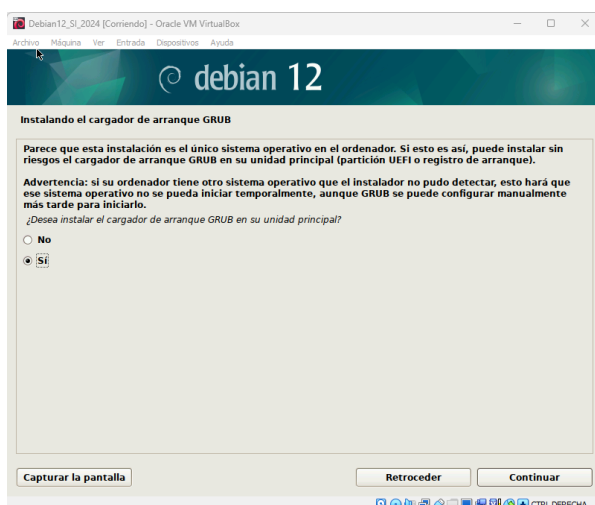 Debian12_SI_2024 [Corriendo] - Oracle VM VirtualBox
Archivo Máquina Ver Entrada Dispositivos Ayuda
debian 12
Instalando el cargador de arranque GRUB
Parece que esta instalación es el único sistema operativo en el ordenador. Si esto es así, puede instalar sin
riesgos el cargador de arranque GRUB en su unidad principal (partición UEFI o registro de arranque).
Advertencia: si su ordenador tiene otro sistema operativo que el instalador no pudo detectar, esto hará que
ese sistema operativo no se pueda iniciar temporalmente, aunque GRUB se puede configurar manualmente
más tarde para iniciarlo.
¿Desea instalar el cargador de arranque GRUB en su unidad principal?
No
Sí
Capturar la pantalla Retroceder Continuar
CTRL DERECHA